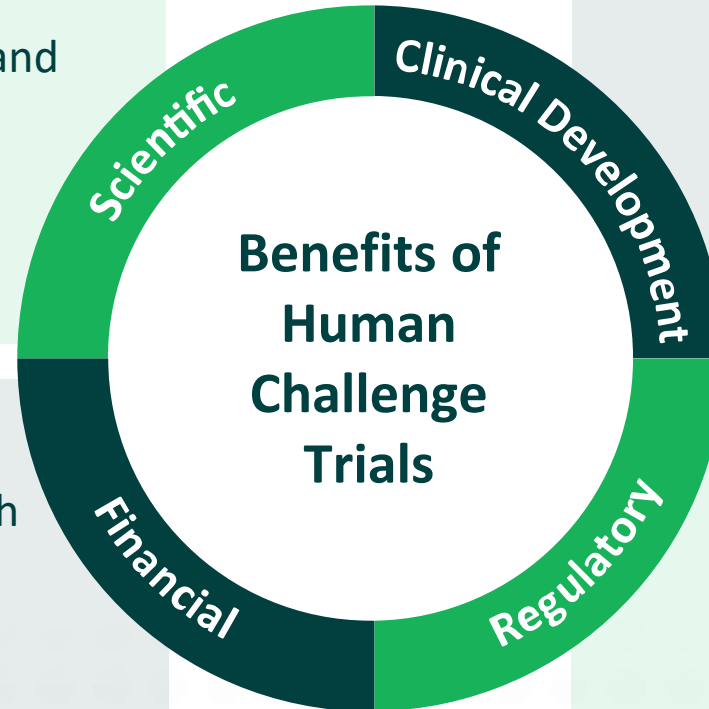 and
Scientific
Clinical Development
Benefits of
Human
Challenge
Trials
h
Financial
Regulatory